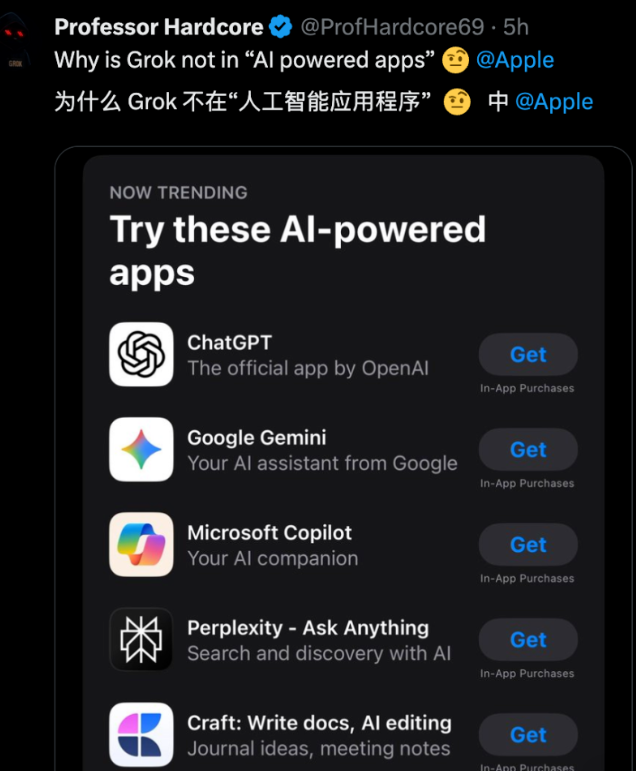 Professor Hardcore @ProfHardcore69 · 5h
Why is Grok not in “AI powered apps” 🤨 @Apple
为什么 Grok 不在“人工智能应用程序” 🤨 中 @Apple
NOW TRENDING
Try these AI-powered
apps
ChatGPT
The official app by OpenAI
Get
In-App Purchases
Google Gemini
Your AI assistant from Google
Get
In-App Purchases
Microsoft Copilot
Your AI companion
Get
In-App Purchases
Perplexity - Ask Anything
Search and discovery with AI
Get
In-App Purchases
Craft: Write docs, AI editing
Journal ideas, meeting notes
Get
In-App Purchases